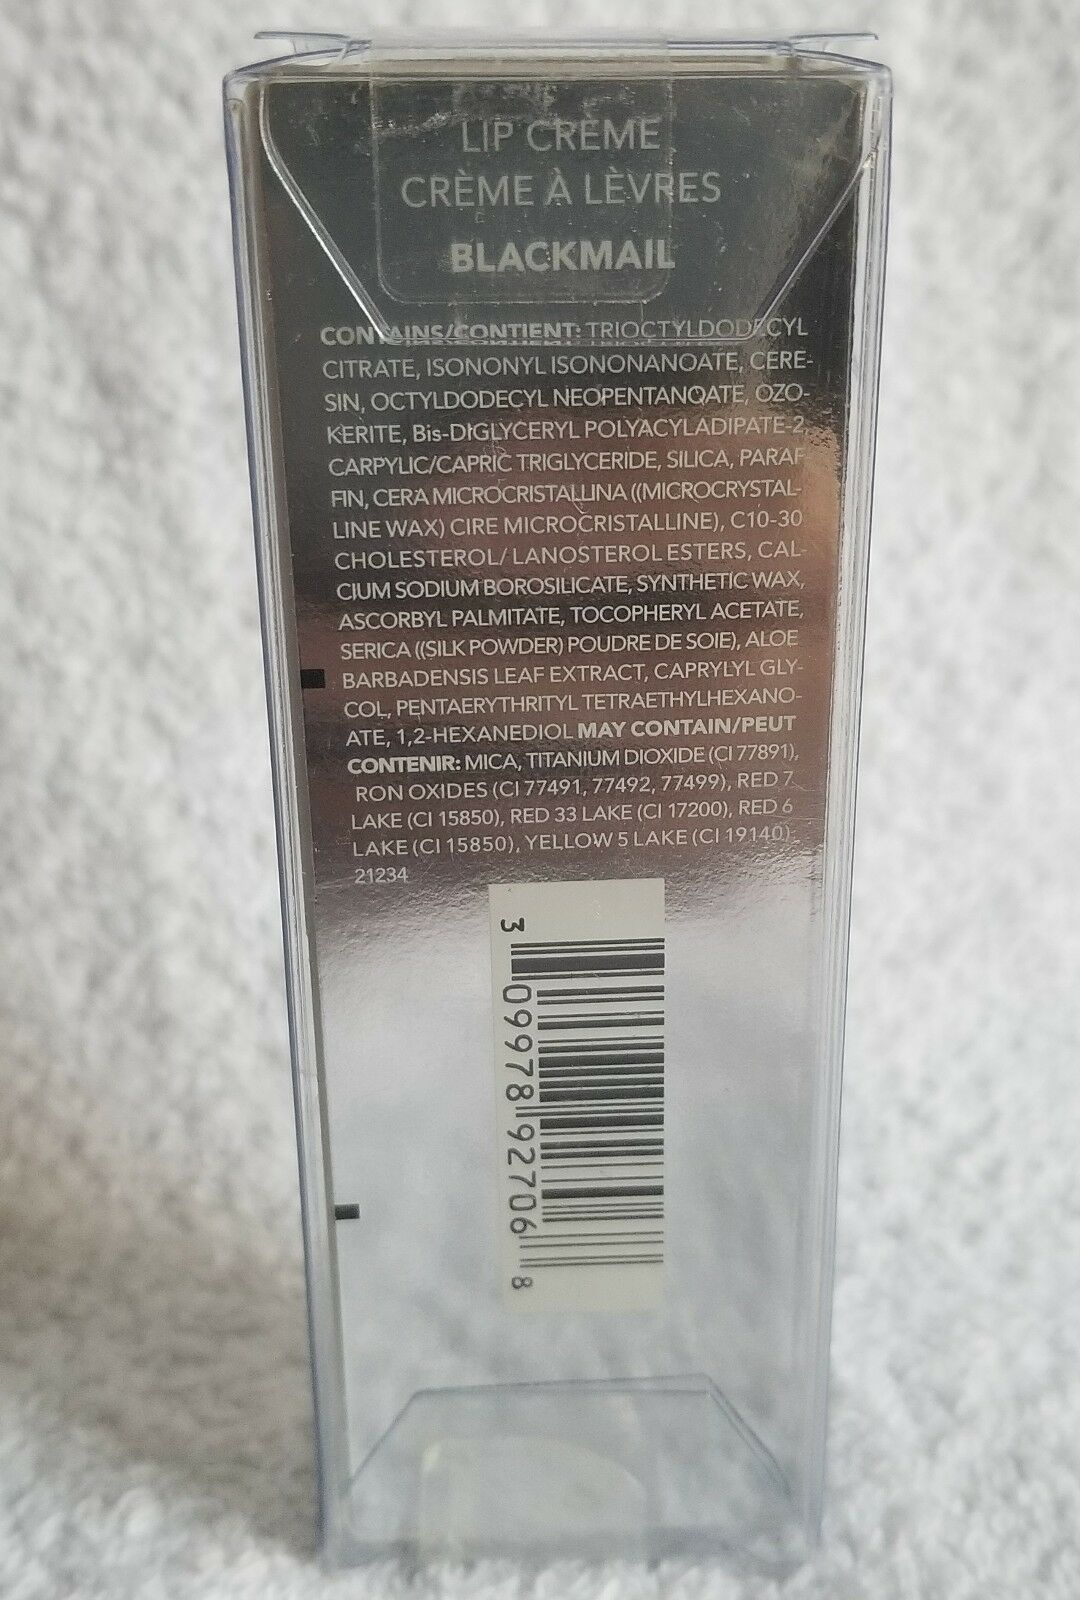 LIP CRÈME
CRÈME À LÈVRES
BLACKMAIL
CONTAINS/CONTIENT: TRIOCTYLDODECYL
CITRATE, ISONONYL ISONONANOATE, CERE-
SIN, OCTYLDODECYL NEOPENTANOATE, OZO-
KERITE, Bis-DIGLYCERYL POLYACYLADIPATE-2,
CARPYLIC/CAPRIC TRIGLYCERIDE, SILICA, PARAF
FIN, CERA MICROCRISTALLINA ((MICROCRYSTAL-
LINE WAX) CIRE MICROCRISTALLINE), C10-30
CHOLESTEROL/ LANOSTEROL ESTERS, CAL-
CIUM SODIUM BOROSILICATE, SYNTHETIC WAX,
ASCORBYL PALMITATE, TOCOPHERYL ACETATE,
SERICA ((SILK POWDER) POUDRE DE SOIE), ALOE
BARBADENSIS LEAF EXTRACT, CAPRYLYL GLY-
COL, PENTAERYTHRITYL TETRAETHYLHEXANO-
ATE, 1,2-HEXANEDIOL MAY CONTAIN/PEUT
CONTENIR: MICA, TITANIUM DIOXIDE (CI 77891),
RON OXIDES (CI 77491, 77492, 77499), RED 7
LAKE (CI 15850), RED 33 LAKE (CI 17200), RED 6
LAKE (CI 15850), YELLOW 5 LAKE (CI 19140)-
21234
3 09978 92706 8